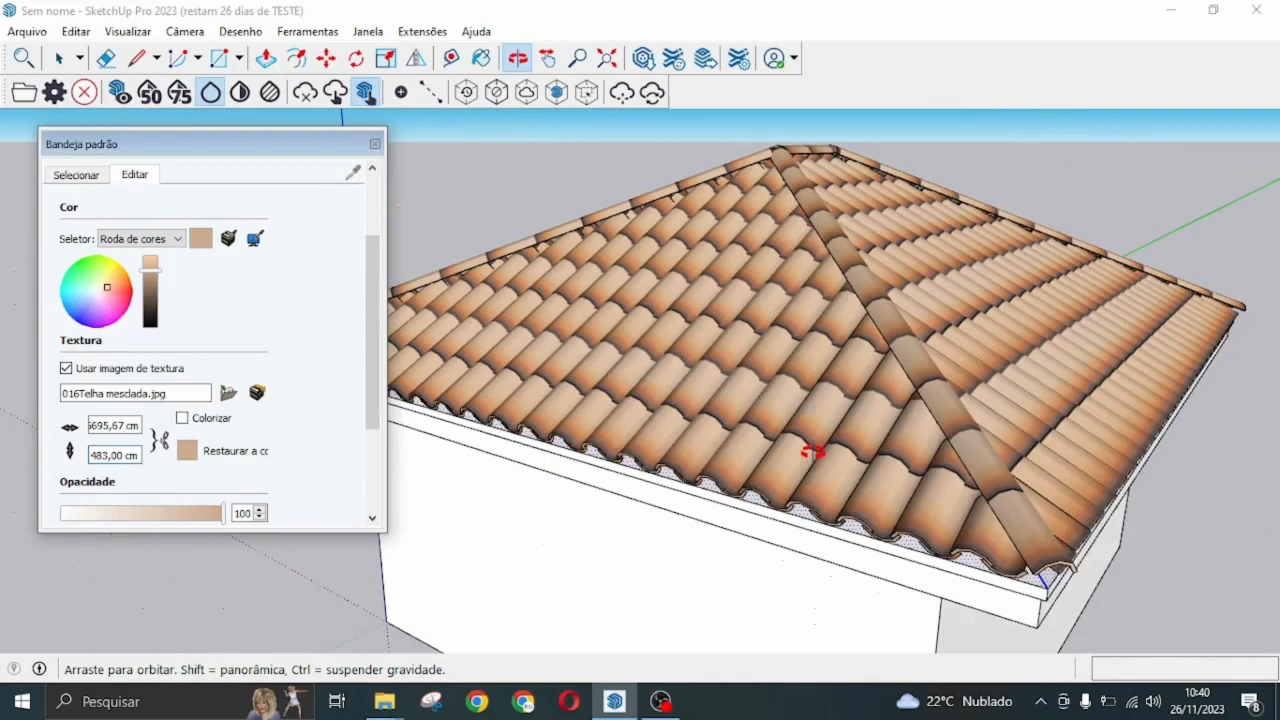 Sem nome - SketchUp Pro 2023 (restam 26 dias de TESTE)
Arquivo Editar Visualizar Câmera Desenho Ferramentas Janela Extensões Ajuda
50 75
Bandeja padrão
Selecionar Editar
Cor
Seletor: Roda de cores
Textura
Usar imagem de textura
016Telha mesclada.jpg
Colorizar
5695,67 cm
483,00 cm
Restaurar a co
Opacidade
100
Arraste para orbitar. Shift = panorâmica, Ctrl = suspender gravidade.
Pesquisar
22°C Nublado
10:40
26/11/2023
8